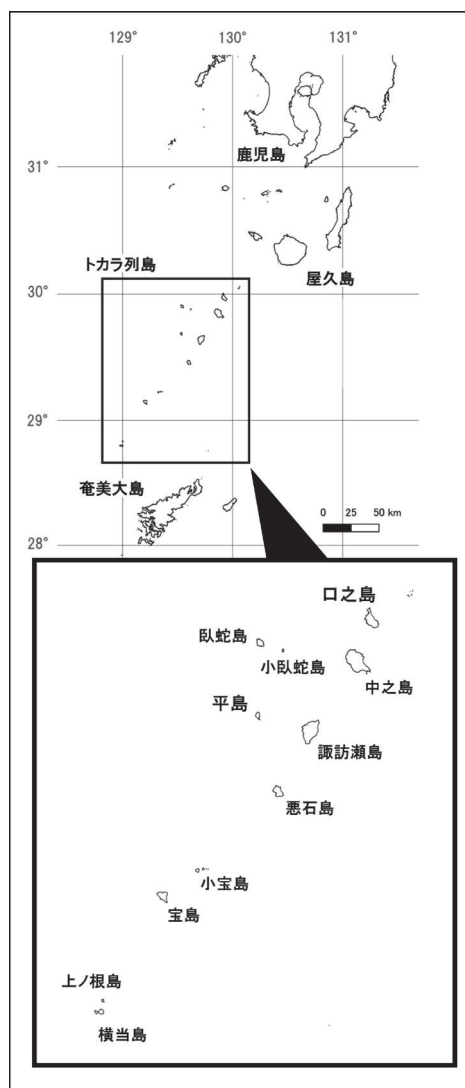 129° 130° 131°
鹿児島
31°
トカラ列島
屋久島
30°
29°
奄美大島
0 25 50 km
28°
口之島
臥蛇島
小臥蛇島
中之島
平島
諏訪瀬島
悪石島
小宝島
宝島
上ノ根島
横当島